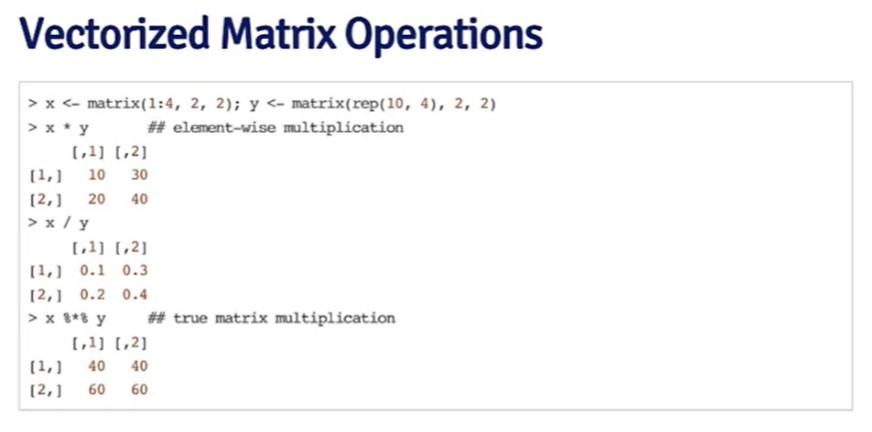 Vectorized Matrix Operations
> x <- matrix(1:4, 2, 2); y <- matrix(rep(10, 4), 2, 2)
> x * y       ## element-wise multiplication
     [,1] [,2]
[1,]   10   30
[2,]   20   40
> x / y
     [,1] [,2]
[1,]  0.1  0.3
[2,]  0.2  0.4
> x %*% y     ## true matrix multiplication
     [,1] [,2]
[1,]   40   40
[2,]   60   60